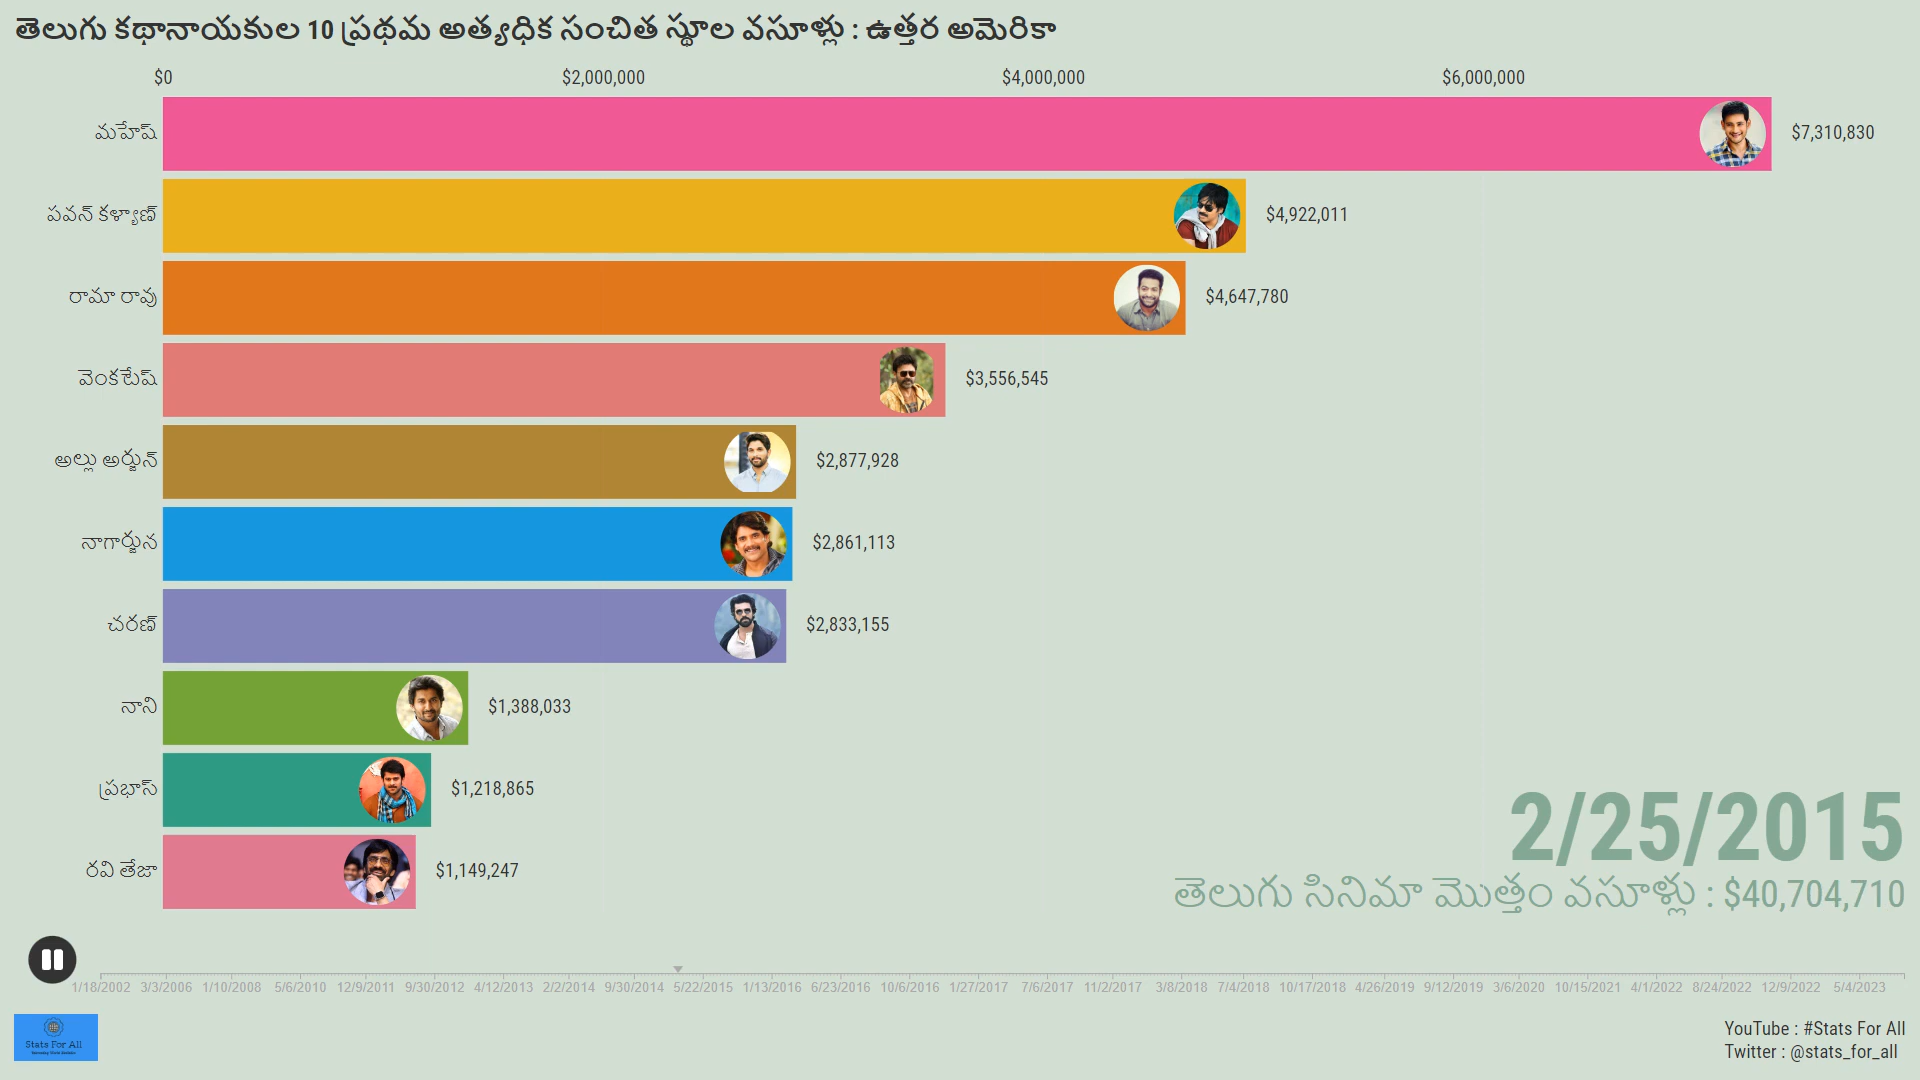 తెలుగు కథానాయకుల 10 ప్రథమ అత్యధిక సంచిత స్థూల వసూళ్లు : ఉత్తర అమెరికా
$0 $2,000,000 $4,000,000 $6,000,000
మహేష్ $7,310,830
పవన్ కళ్యాణ్ $4,922,011
రామా రావు $4,647,780
వెంకటేష్ $3,556,545
అల్లు అర్జున్ $2,877,928
నాగార్జున $2,861,113
చరణ్ $2,833,155
నాని $1,388,033
ప్రభాస్ $1,218,865
రవి తేజా $1,149,247
2/25/2015
తెలుగు సినిమా మొత్తం వసూళ్లు : $40,704,710
1/18/2002 3/3/2006 1/10/2008 5/6/2010 12/9/2011 9/30/2012 4/12/2013 2/2/2014 9/30/2014 5/22/2015 1/13/2016 6/23/2016 10/6/2016 1/27/2017 7/6/2017 11/2/2017 3/8/2018 7/4/2018 10/17/2018 4/26/2019 9/12/2019 3/6/2020 10/15/2021 4/1/2022 8/24/2022 12/9/2022 5/4/2023
Stats For All
YouTube : #Stats For All
Twitter : @stats_for_all